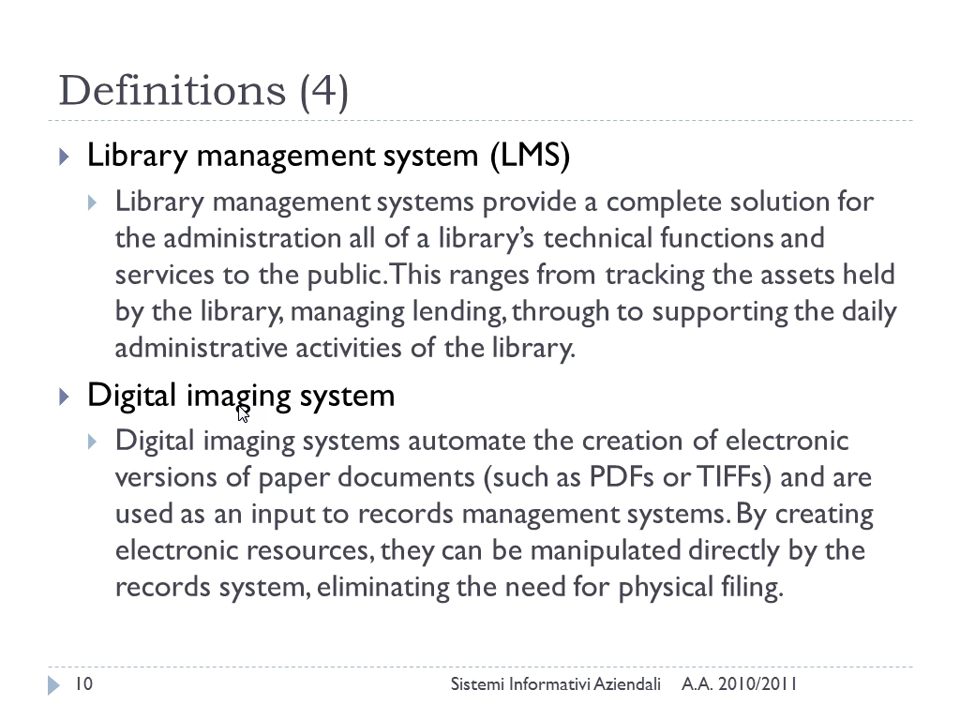 Definitions (4)
Library management system (LMS)
Library management systems provide a complete solution for
the administration all of a library’s technical functions and
services to the public. This ranges from tracking the assets held
by the library, managing lending, through to supporting the daily
administrative activities of the library.
Digital imaging system
Digital imaging systems automate the creation of electronic
versions of paper documents (such as PDFs or TIFFs) and are
used as an input to records management systems. By creating
electronic resources, they can be manipulated directly by the
records system, eliminating the need for physical filing.
10 Sistemi Informativi Aziendali A.A. 2010/2011